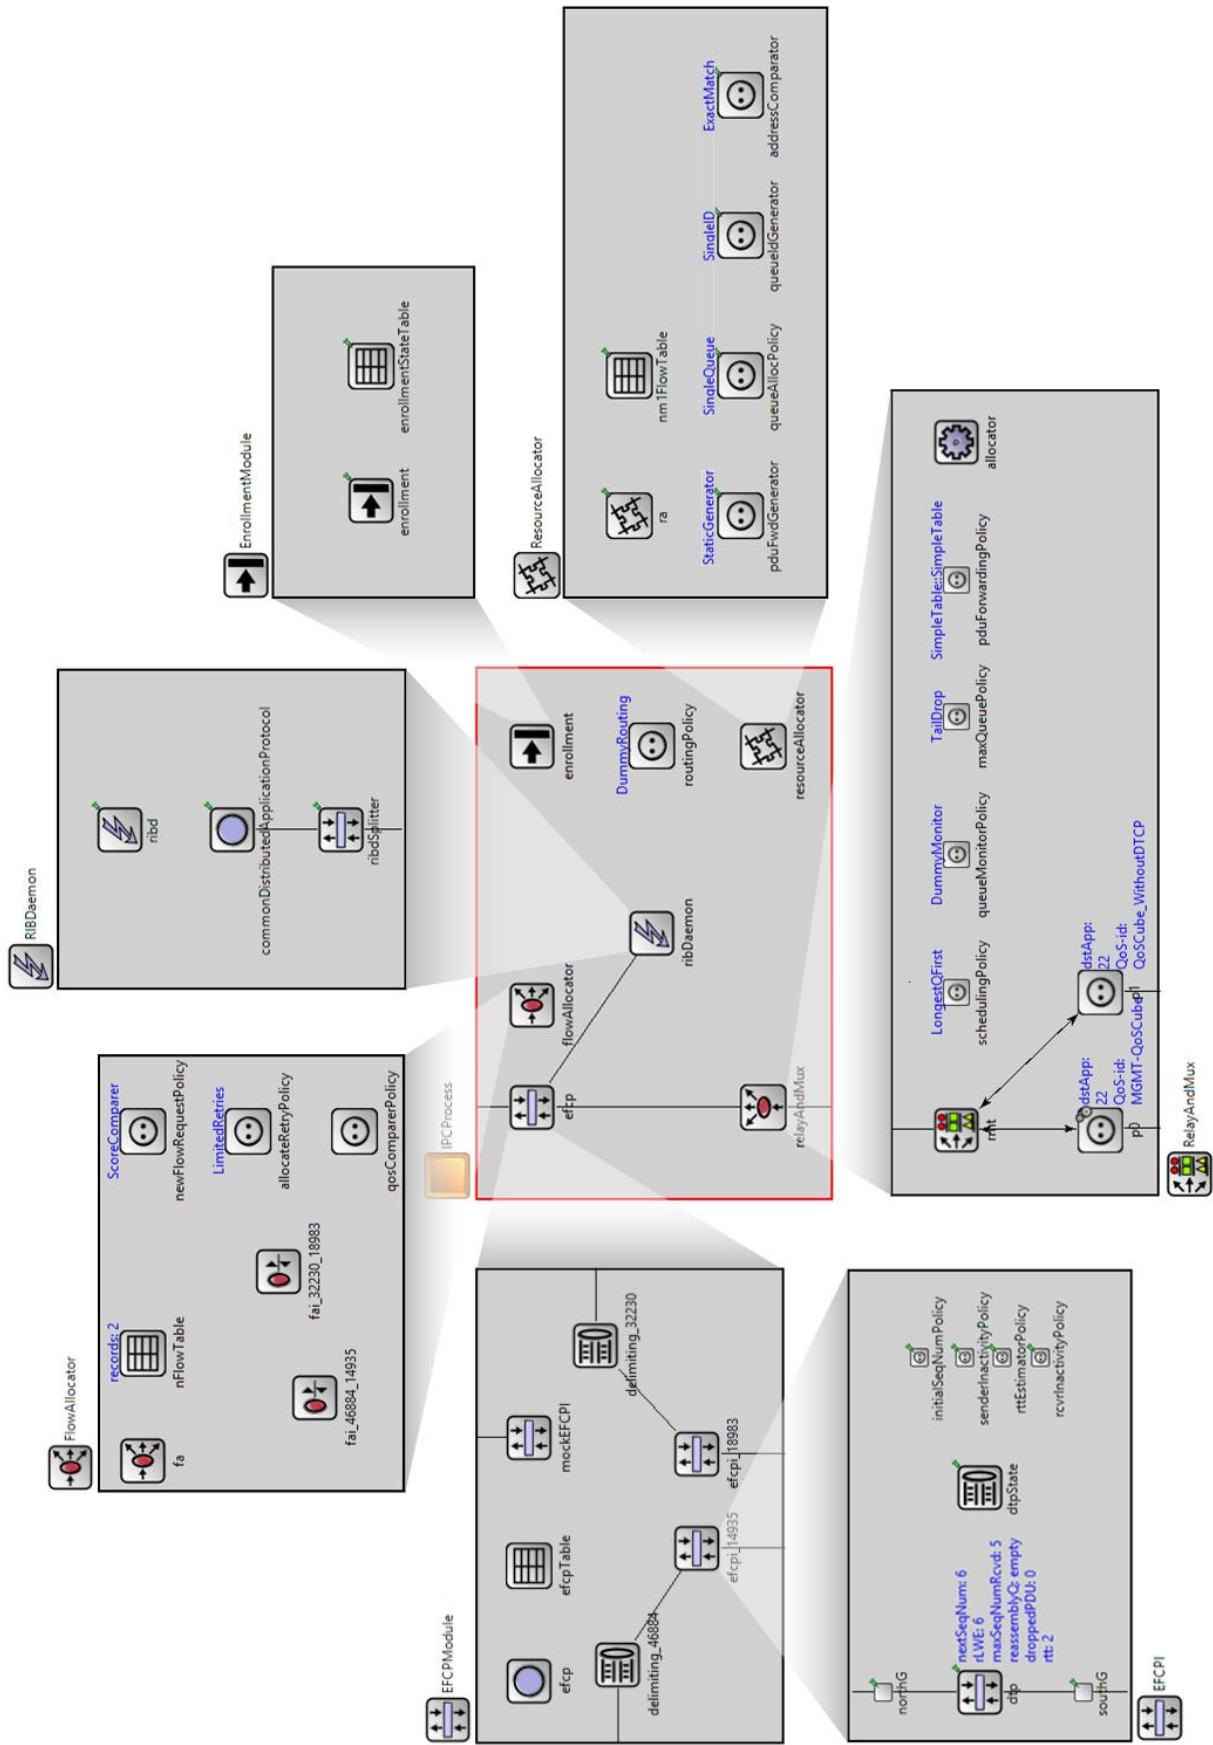 FlowAllocator
fa
records: 2
nFlowTable
fai_46884_14935
fai_32230_18983
ScoreComparer
newFlowRequestPolicy
LimitedRetries
allocateRetryPolicy
qosComparerPolicy
RIBDaemon
ribd
commonDistributedApplicationProtocol
ribdSplitter
EnrollmentModule
enrollment
enrollmentStateTable
ResourceAllocator
ra
nm1FlowTable
StaticGenerator
pduFwdGenerator
SingleQueue
queueAllocPolicy
SingleID
queueIdGenerator
ExactMatch
addressComparator
IPCProcess
efcp
flowAllocator
enrollment
ribDaemon
DummyRouting
routingPolicy
relayAndMux
resourceAllocator
EFCPModule
efcp
efcpTable
mockEFCPI
delimiting_46884
delimiting_32230
efcpi_14935
efcpi_18983
EFCPI
northG
dtp
nextSeqNum: 6
rLWE: 6
maxSeqNumRcvd: 5
reassemblyQ: empty
droppedPDU: 0
rtt: 2
southG
dtpState
initialSeqNumPolicy
senderInactivityPolicy
rttEstimatorPolicy
rcvrInactivityPolicy
RelayAndMux
rmt
LongestQFirst
schedulingPolicy
DummyMonitor
queueMonitorPolicy
TailDrop
maxQueuePolicy
SimpleTable::SimpleTable
pduForwardingPolicy
allocator
p0
dstApp:
22
QoS-id:
MGMT-QoSCube
p1
dstApp:
22
QoS-id:
QoSCube_WithoutDTCP